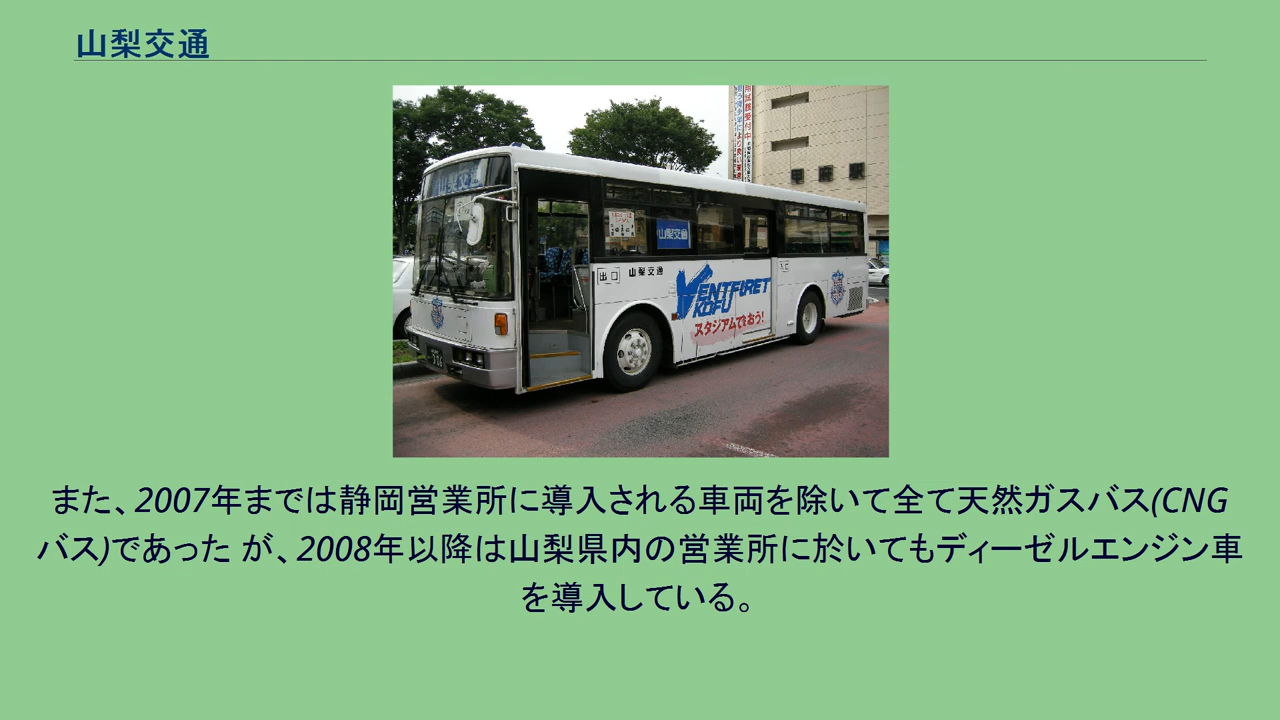 山梨交通
甲府駅
山梨交通
出口
山梨交通
VENTFORET
KOFU
スタジアムで会おう!
また、2007年までは静岡営業所に導入される車両を除いて全て天然ガスバス(CNG
バス)であった が、2008年以降は山梨県内の営業所に於いてもディーゼルエンジン車
を導入している。